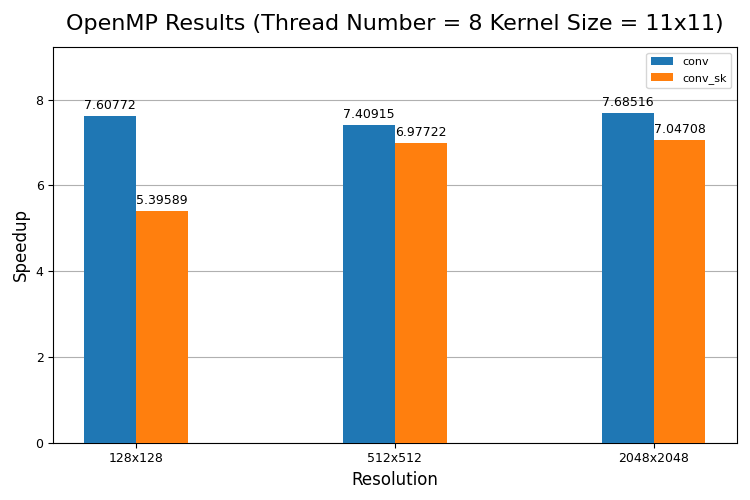 OpenMP Results (Thread Number = 8 Kernel Size = 11x11)
conv
conv_sk
7.60772
5.39589
7.40915
6.97722
7.68516
7.04708
Speedup
8
6
4
2
0
128x128
512x512
2048x2048
Resolution